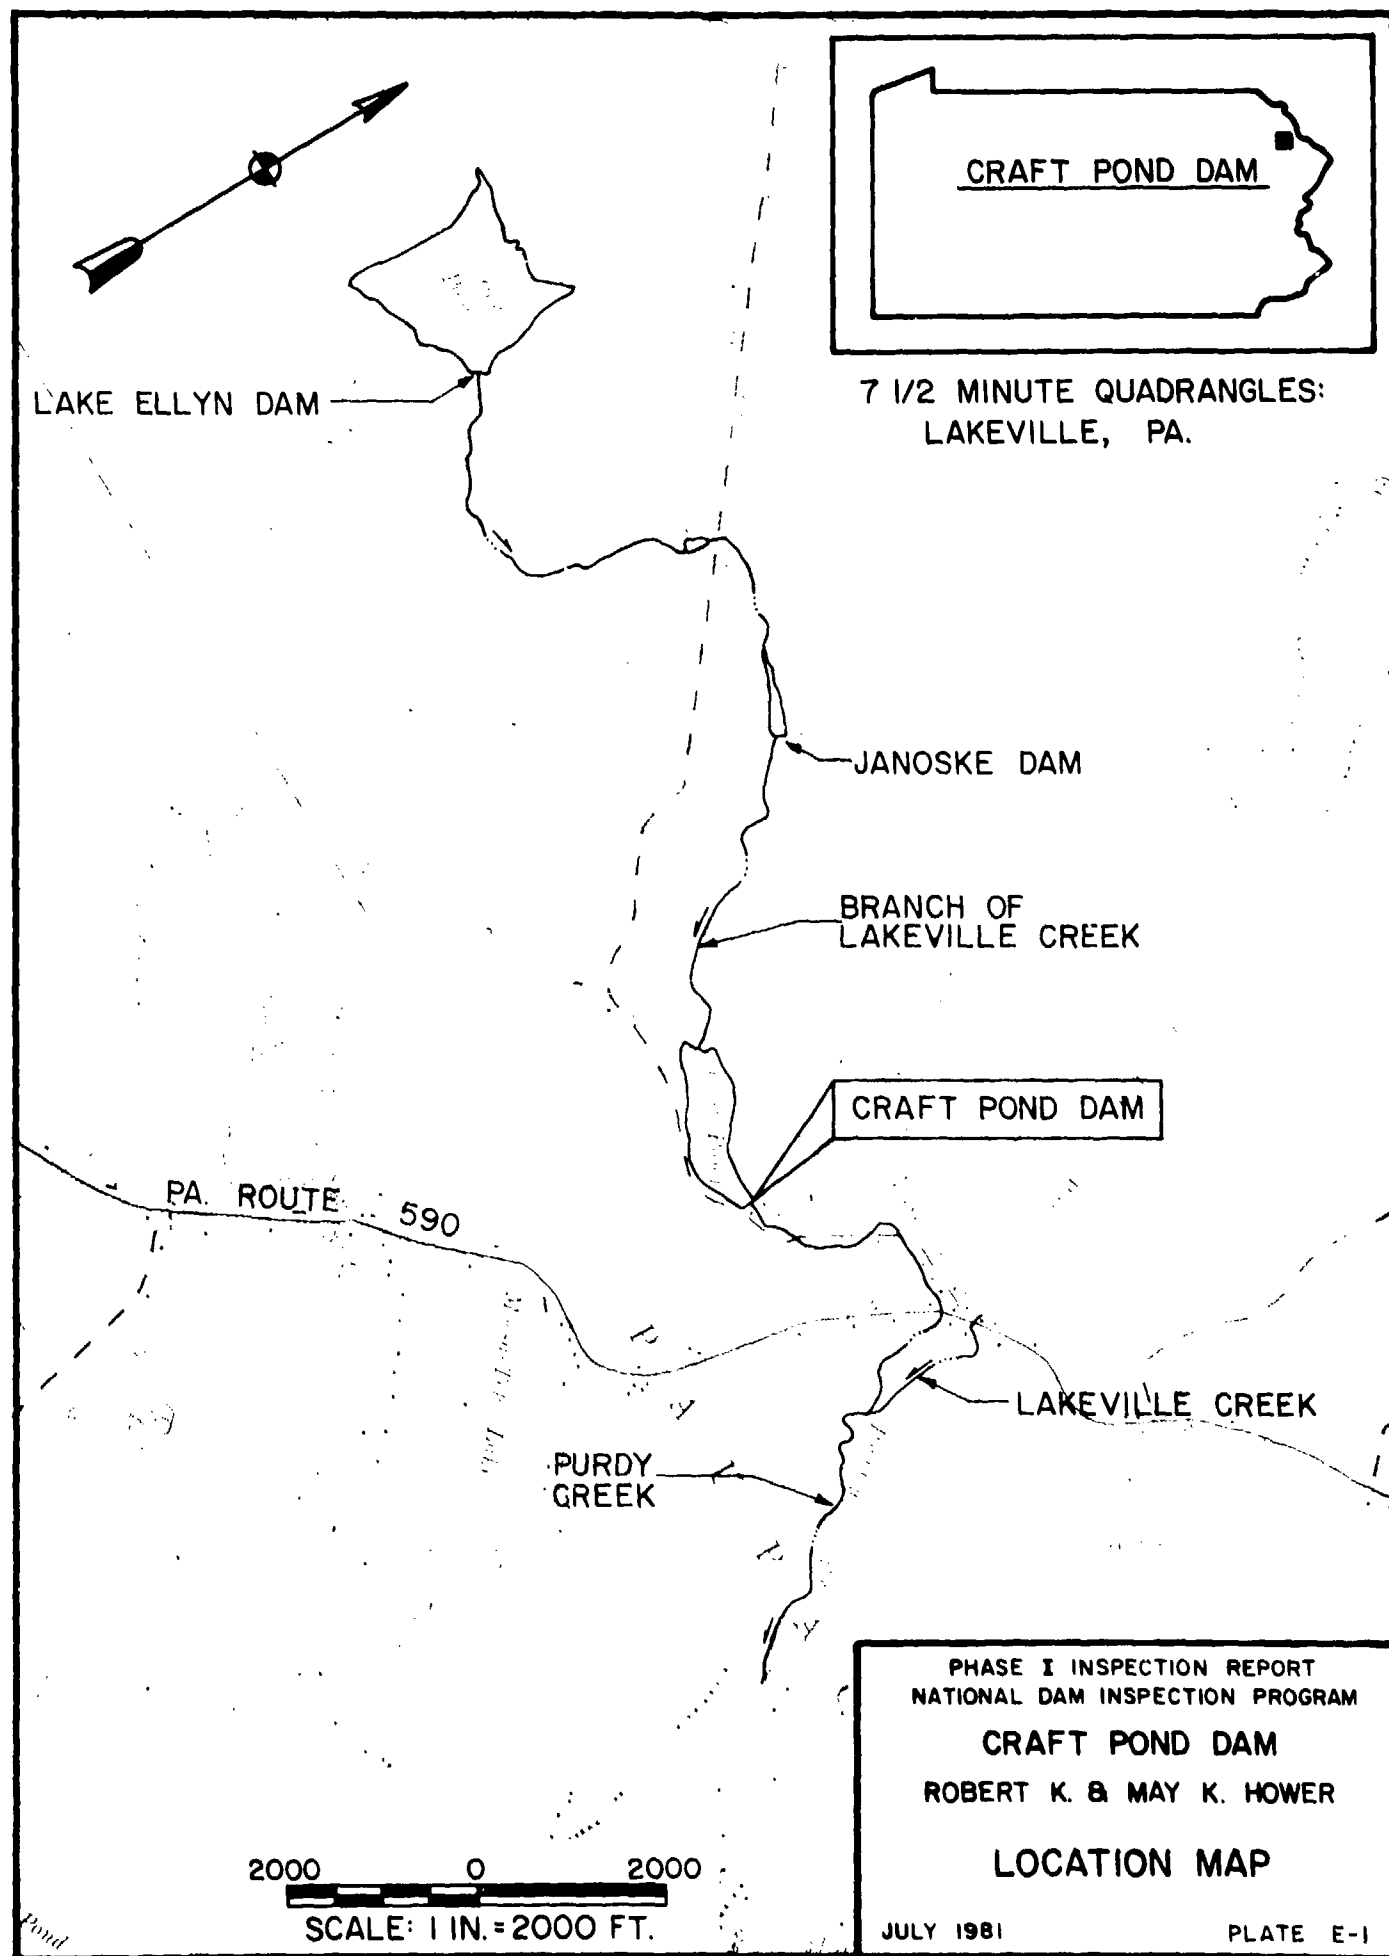 CRAFT POND DAM
7 1/2 MINUTE QUADRANGLES:
LAKEVILLE, PA.
LAKE ELLYN DAM
JANOSKE DAM
BRANCH OF
LAKEVILLE CREEK
CRAFT POND DAM
PA. ROUTE 590
LAKEVILLE CREEK
PURDY
CREEK
P
A
P
Y
PHASE I INSPECTION REPORT
NATIONAL DAM INSPECTION PROGRAM
CRAFT POND DAM
ROBERT K. & MAY K. HOWER
LOCATION MAP
JULY 1981
PLATE E-1
2000 0 2000
SCALE: 1 IN. = 2000 FT.
Pond